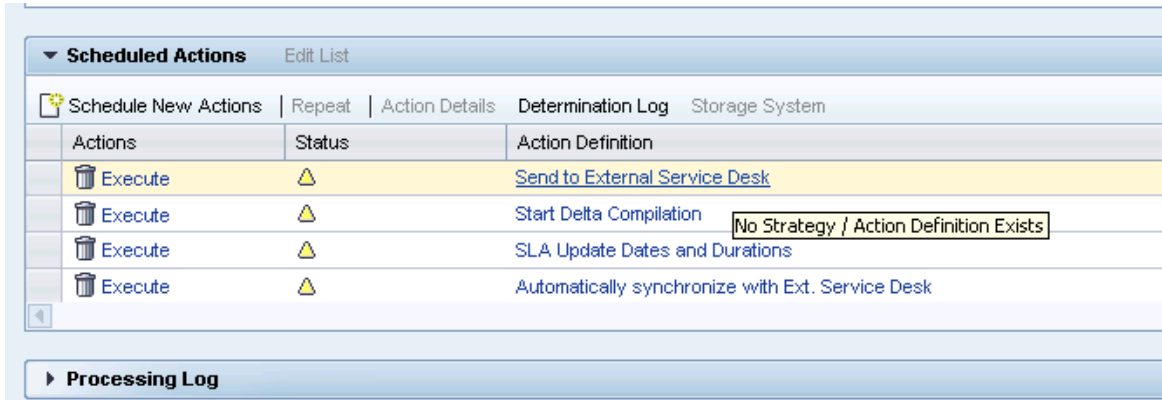 Scheduled Actions Edit List
Schedule New Actions | Repeat | Action Details Determination Log Storage System
Actions Status Action Definition
Execute Send to External Service Desk
Execute Start Delta Compilation
No Strategy / Action Definition Exists
Execute SLA Update Dates and Durations
Execute Automatically synchronize with Ext. Service Desk
Processing Log